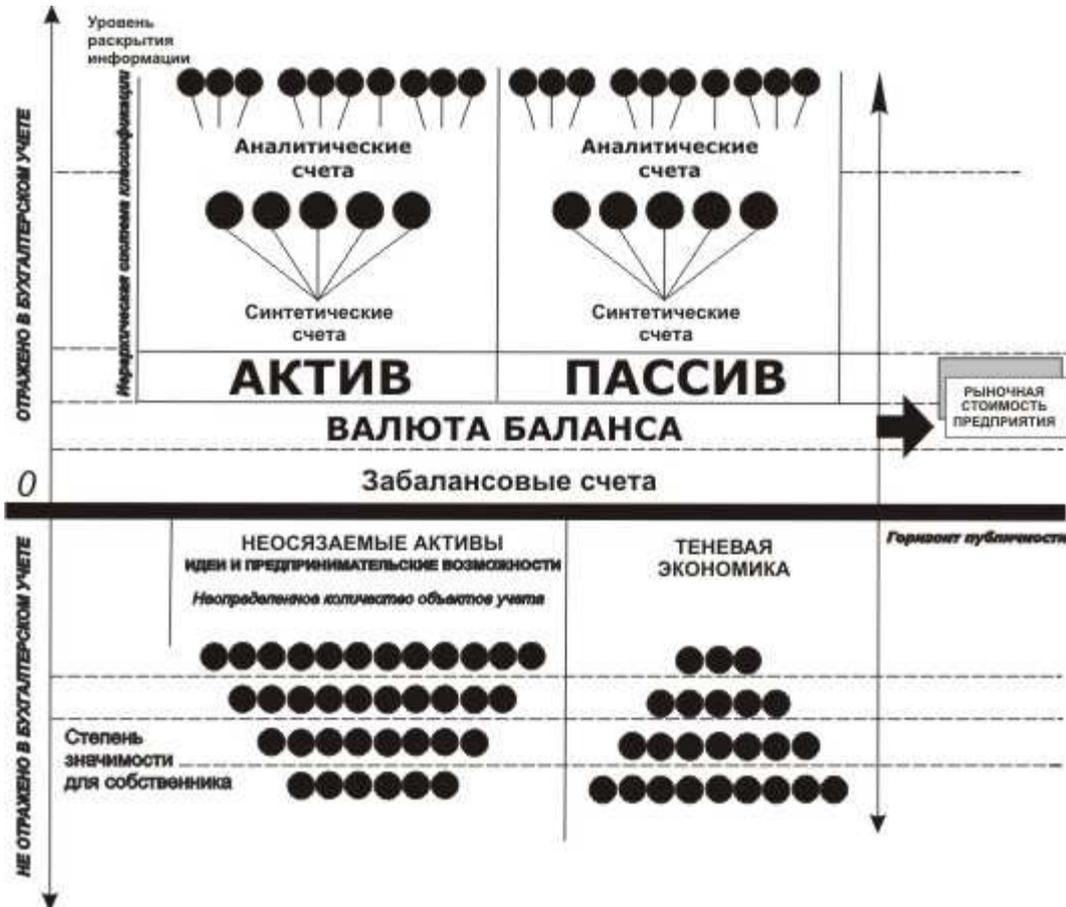 Уровень
раскрытия
информации
ОТРАЖЕНО В БУХГАЛТЕРСКОМ УЧЕТЕ
Иерархическая система классификации
Аналитические
счета
Аналитические
счета
Синтетические
счета
Синтетические
счета
АКТИВ
ПАССИВ
РЫНОЧНАЯ
СТОИМОСТЬ
ПРЕДПРИЯТИЯ
ВАЛЮТА БАЛАНСА
0
Забалансовые счета
Горизонт публичности
НЕ ОТРАЖЕНО В БУХГАЛТЕРСКОМ УЧЕТЕ
НЕОСЯЗАЕМЫЕ АКТИВЫ
ИДЕИ И ПРЕДПРИНИМАТЕЛЬСКИЕ ВОЗМОЖНОСТИ
Неопределенное количество объектов учета
ТЕНЕВАЯ
ЭКОНОМИКА
Степень
значимости
для собственника